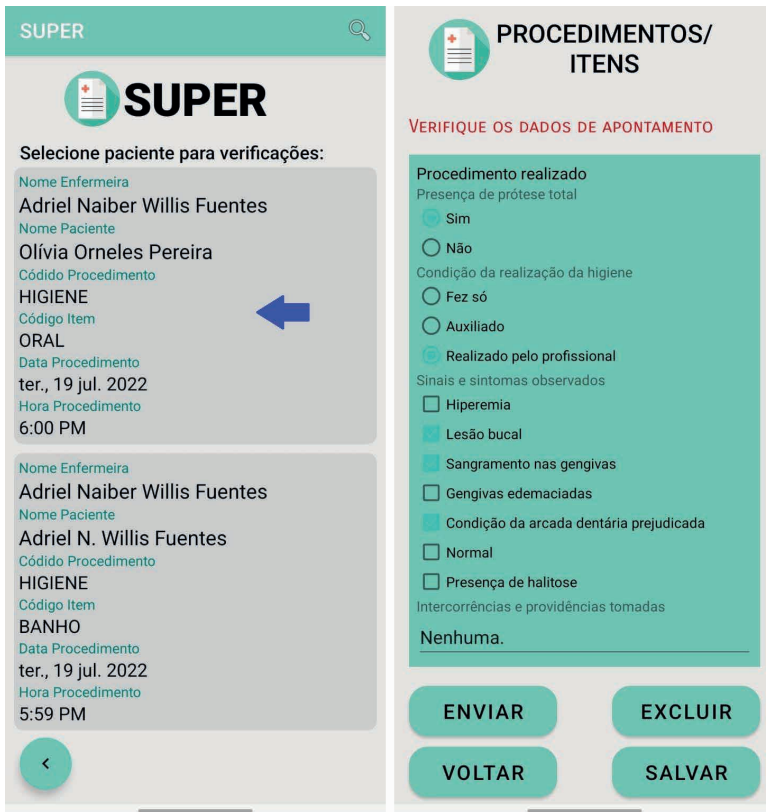 SUPER
SUPER
Selecione paciente para verificações:
Nome Enfermeira
Adriel Naiber Willis Fuentes
Nome Paciente
Olívia Orneles Pereira
Códido Procedimento
HIGIENE
Código Item
ORAL
Data Procedimento
ter., 19 jul. 2022
Hora Procedimento
6:00 PM
Nome Enfermeira
Adriel Naiber Willis Fuentes
Nome Paciente
Adriel N. Willis Fuentes
Códido Procedimento
HIGIENE
Código Item
BANHO
Data Procedimento
ter., 19 jul. 2022
Hora Procedimento
5:59 PM
PROCEDIMENTOS/
ITENS
VERIFIQUE OS DADOS DE APONTAMENTO
Procedimento realizado
Presença de prótese total
Sim
Não
Condição da realização da higiene
Fez só
Auxiliado
Realizado pelo profissional
Sinais e sintomas observados
Hiperemia
Lesão bucal
Sangramento nas gengivas
Gengivas edemaciadas
Condição da arcada dentária prejudicada
Normal
Presença de halitose
Intercorrências e providências tomadas
Nenhuma.
ENVIAR
EXCLUIR
VOLTAR
SALVAR